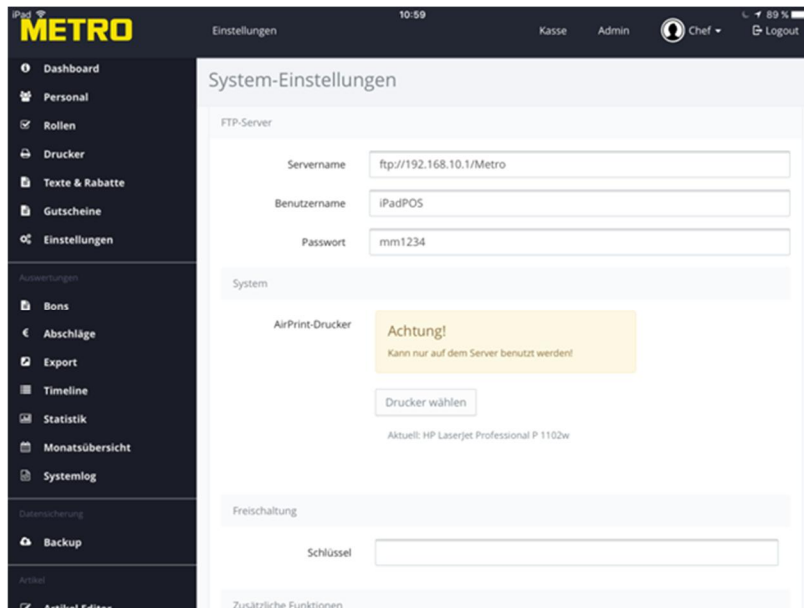 iPad 10:59 89 %
METRO Einstellungen Kasse Admin Chef Logout
Dashboard
Personal
Rollen
Drucker
Texte & Rabatte
Gutscheine
Einstellungen
Auswertungen
Bons
Abschläge
Export
Timeline
Statistik
Monatsübersicht
Systemlog
Datensicherung
Backup
Artikel
Artikel Editor
System-Einstellungen
FTP-Server
Servername ftp://192.168.10.1/Metro
Benutzername iPadPOS
Passwort mm1234
System
AirPrint-Drucker
Achtung!
Kann nur auf dem Server benutzt werden!
Drucker wählen
Aktuell: HP LaserJet Professional P 1102w
Freischaltung
Schlüssel
Zusätzliche Funktionen